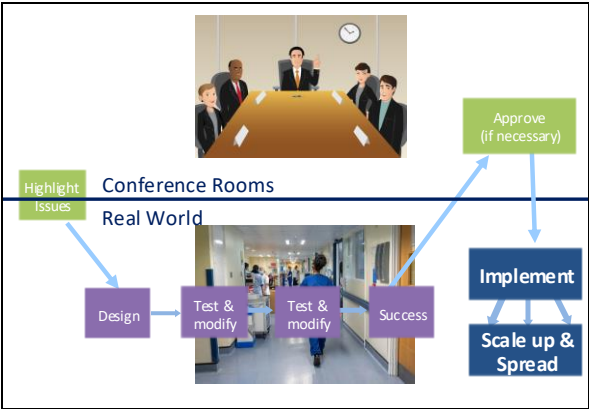 Approve
(if necessary)
Highlight
Issues
Conference Rooms
Real World
Design
Test &
modify
Test &
modify
Success
Implement
Scale up &
Spread